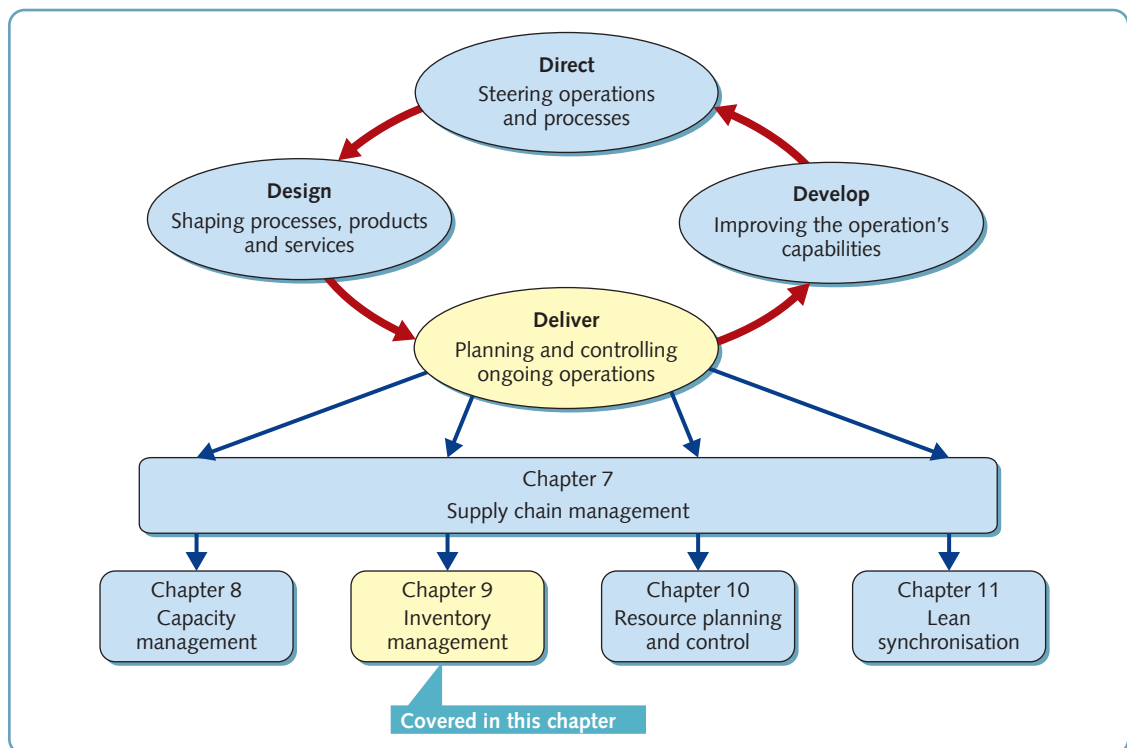 Direct
Steering operations
and processes
Design
Shaping processes, products
and services
Develop
Improving the operation's
capabilities
Deliver
Planning and controlling
ongoing operations
Chapter 7
Supply chain management
Chapter 8
Capacity
management
Chapter 9
Inventory
management
Chapter 10
Resource planning
and control
Chapter 11
Lean
synchronisation
Covered in this chapter